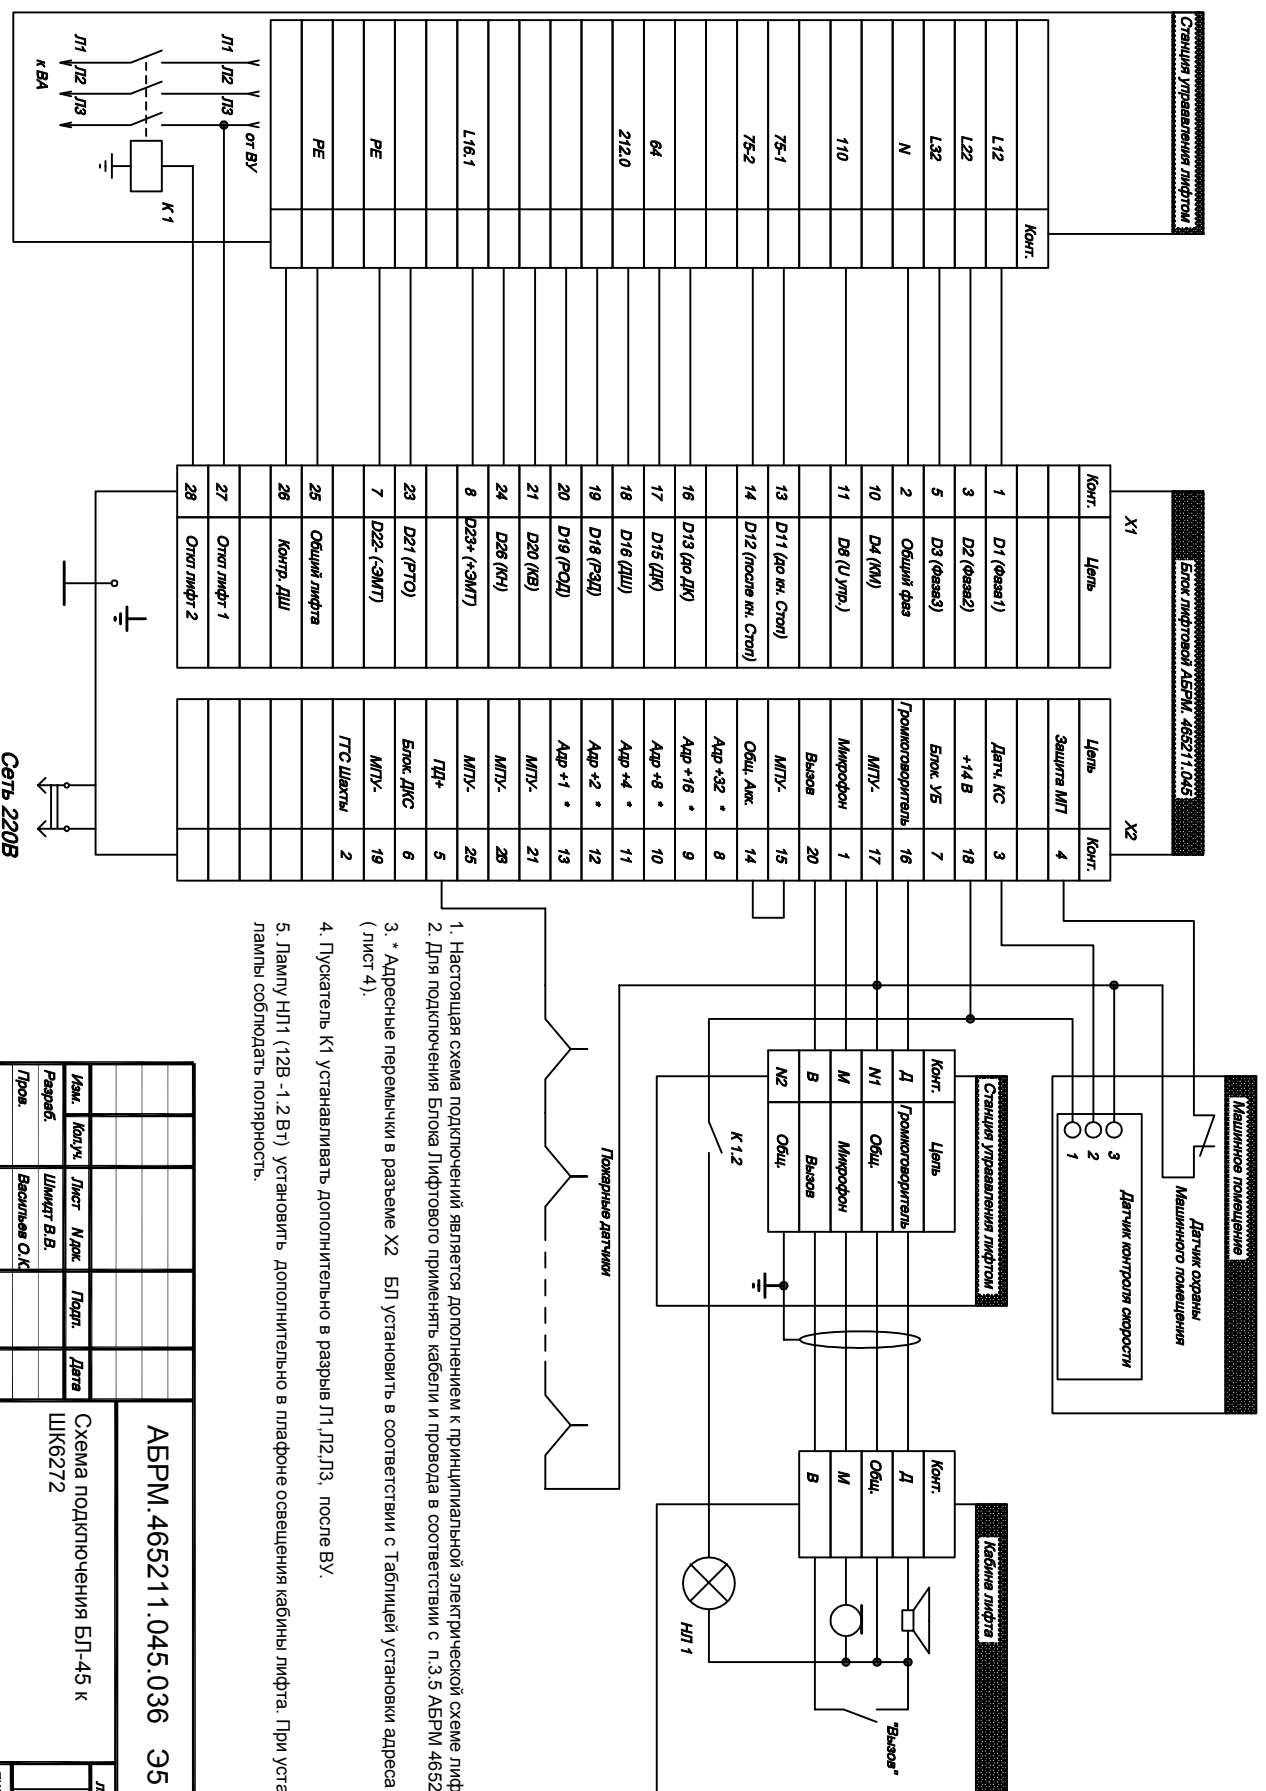 Станция управления лифтом
Конт.
L12
L22
L32
N
110
75-1
75-2
64
212.0
L16.1
PE
PE
Л1 Л2 Л3
от ВУ
Л1 Л2 Л3
к ВА
К1
Блок лифтовой АБРМ. 465211.045
X1
X2
Конт. Цепь
1 D1 (Фаза1)
3 D2 (Фаза2)
5 D3 (Фаза3)
2 Общий фаз
10 D4 (КМ)
11 D8 (U упр.)
13 D11 (до кн. Стоп)
14 D12 (после кн. Стоп)
16 D13 (до ДК)
17 D15 (ДК)
18 D16 (ДШ)
19 D18 (РЗД)
20 D19 (РОД)
21 D20 (КВ)
24 D26 (КН)
8 D23+ (+ЭМТ)
23 D21 (РТО)
7 D22- (-ЭМТ)
25 Общий лифта
26 Контр. ДШ
27 Откл лифт 1
28 Откл лифт 2
Цепь Конт.
Защита МП 4
Датч. КС 3
+14 В 18
Блок. УБ 7
Громкоговоритель 16
МПУ- 17
Микрофон 1
Вызов 20
МПУ- 15
Общ. Акк. 14
Адр +32 * 8
Адр +16 * 9
Адр +8 * 10
Адр +4 * 11
Адр +2 * 12
Адр +1 * 13
МПУ- 21
МПУ-
МПУ- 25
ПД+ 5
Блок. ДКС 6
МПУ- 19
ГГС Шахты 2
Сеть 220В
Машинное помещение
Датчик охраны
Машинного помещения
Датчик контроля скорости
3
2
1
Станция управления лифтом
Конт. Цепь
Д Громкоговоритель
N1 Общ.
М Микрофон
В Вызов
N2 Общ.
К 1.2
Кабина лифта
Конт.
Д
Общ.
М
В
"Вызов"
НЛ 1
Пожарные датчики
1. Настоящая схема подключений является дополнением к принципиальной электрической схеме лиф
2. Для подключения Блока Лифтового применять кабели и провода в соответствии с п.3.5 АБРМ 4652
3. * Адресные перемычки в разъеме X2 БЛ установить в соответствии с Таблицей установки адреса
( лист 4).
4. Пускатель К1 устанавливать дополнительно в разрыв Л1,Л2,Л3, после ВУ.
5. Лампу НЛ1 (12В -1.2 Вт) установить дополнительно в плафоне освещения кабины лифта. При уста
лампы соблюдать полярность.
АБРМ.465211.045.036 Э5
Изм. Кол.уч. Лист N док. Подп. Дата
Разраб. Шмидт В.В.
Пров. Васильев О.К.
Схема подключения БЛ-45 к
ШК6272